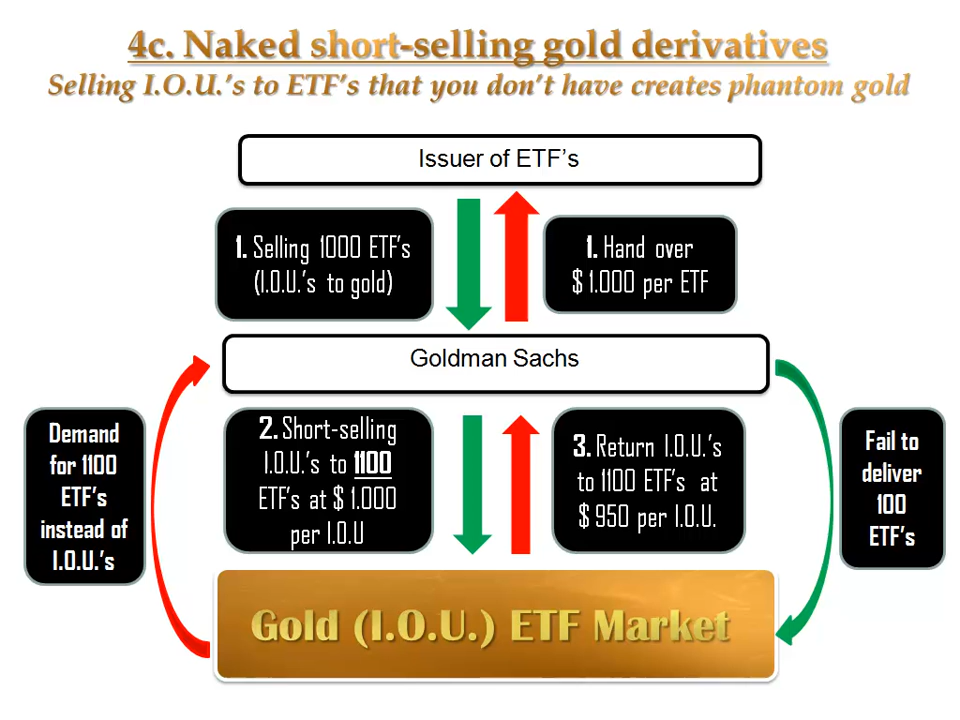 4c. Naked short-selling gold derivatives
Selling I.O.U.'s to ETF's that you don't have creates phantom gold
Issuer of ETF's
1. Selling 1000 ETF's
(I.O.U.'s to gold)
1. Hand over
$ 1.000 per ETF
Goldman Sachs
Demand
for 1100
ETF's
instead of
I.O.U.'s
2. Short-selling
I.O.U.'s to 1100
ETF's at $ 1.000
per I.O.U
3. Return I.O.U.'s
to 1100 ETF's at
$ 950 per I.O.U.
Fail to
deliver
100
ETF's
Gold (I.O.U.) ETF Market